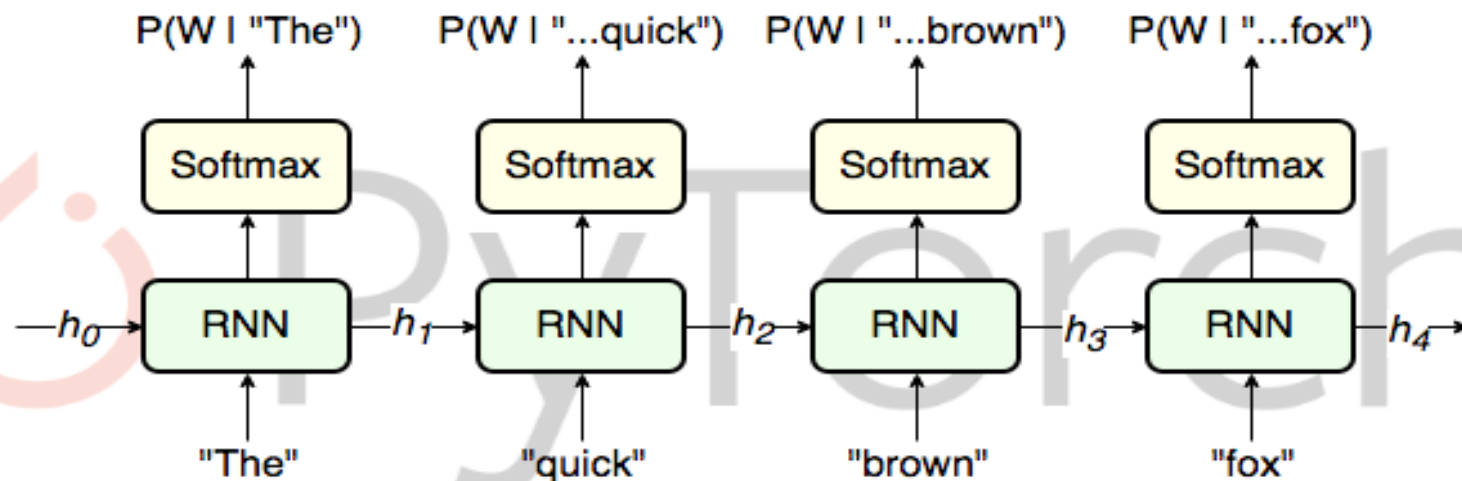 P(W | "The") P(W | "...quick") P(W | "...brown") P(W | "...fox")
Softmax Softmax Softmax Softmax
PyTorch
h0 RNN h1 RNN h2 RNN h3 RNN h4
"The" "quick" "brown" "fox"